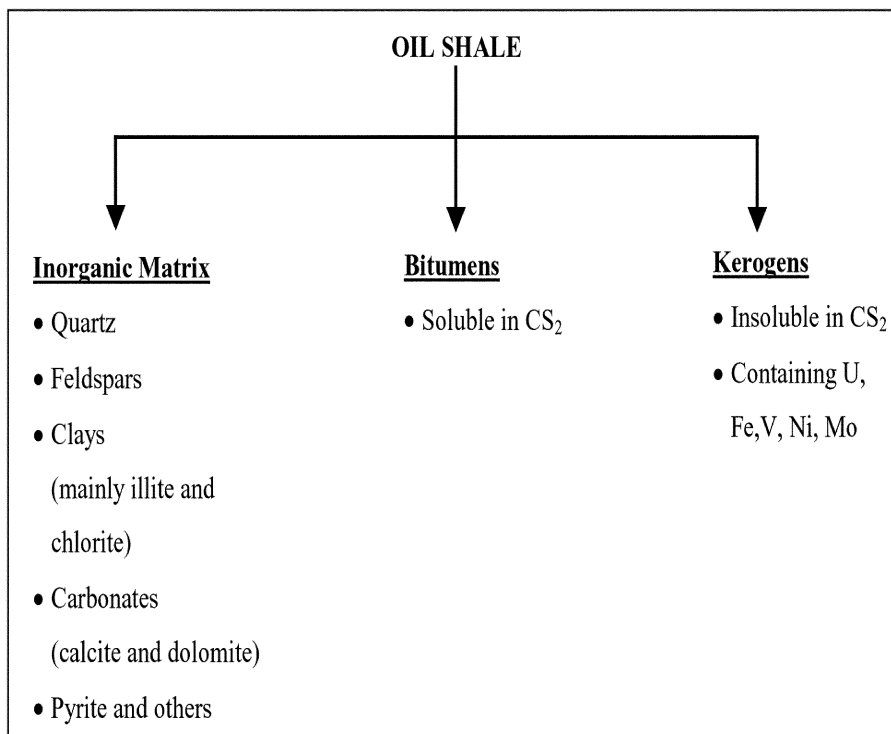 OIL SHALE
Inorganic Matrix
• Quartz
• Feldspars
• Clays
(mainly illite and
chlorite)
• Carbonates
(calcite and dolomite)
• Pyrite and others
Bitumens
• Soluble in CS₂
Kerogens
• Insoluble in CS₂
• Containing U,
Fe,V, Ni, Mo